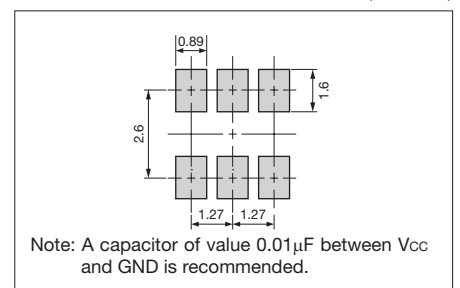 0.89
1.6
2.6
1.27 1.27
Note: A capacitor of value 0.01μF between Vcc
and GND is recommended.